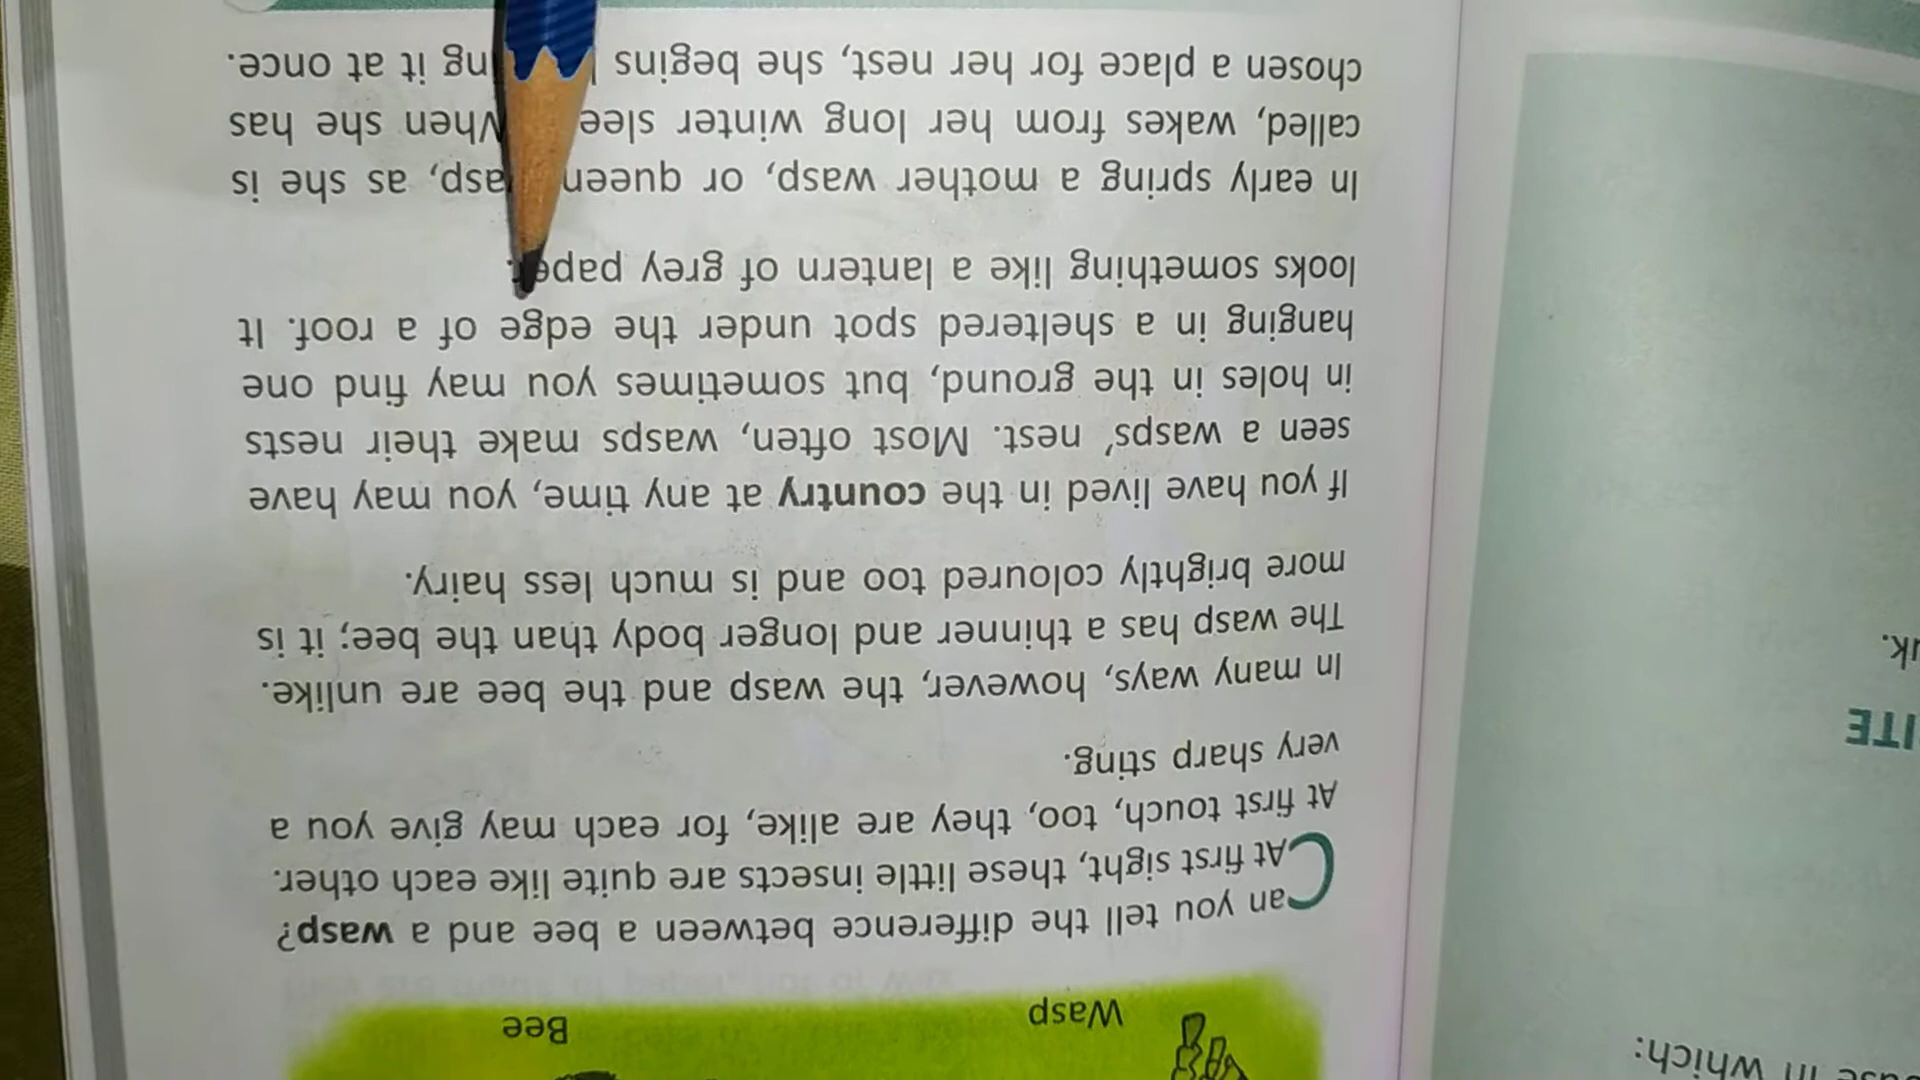 Wasp Bee
Can you tell the difference between a bee and a wasp?
At first sight, these little insects are quite like each other.
At first touch, too, they are alike, for each may give you a
very sharp sting.
In many ways, however, the wasp and the bee are unlike.
The wasp has a thinner and longer body than the bee; it is
more brightly coloured too and is much less hairy.
If you have lived in the country at any time, you may have
seen a wasps' nest. Most often, wasps make their nests
in holes in the ground, but sometimes you may find one
hanging in a sheltered spot under the edge of a roof. It
looks something like a lantern of grey paper.
In early spring a mother wasp, or queen wasp, as she is
called, wakes from her long winter When she has
chosen a place for her nest, she begins it at once.
in which: